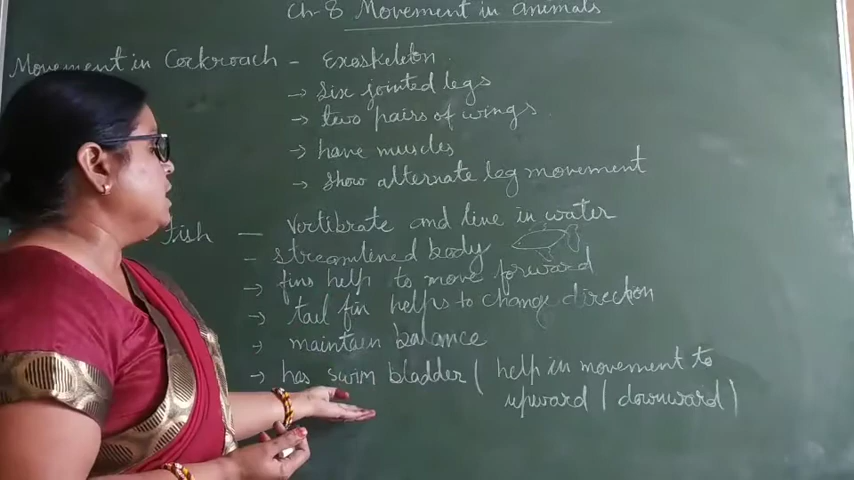 Ch-8 Movement in animals
Movement in Cockroach - Exoskeleton.
→ Six jointed legs
→ two pairs of wings.
→ have muscles
→ show alternate leg movement
fish - vertibrate and live in water
- streamlined body
→ fins help to move forward
→ tail fin helps to change direction
→ maintain balance
→ has swim bladder ( help in movement to
upward / downward )